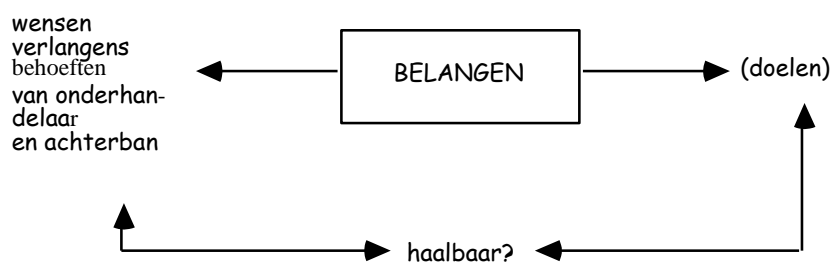 wensen
verlangens
behoeften
van onderhan-
delaar
en achterban
BELANGEN
(doelen)
haalbaar?